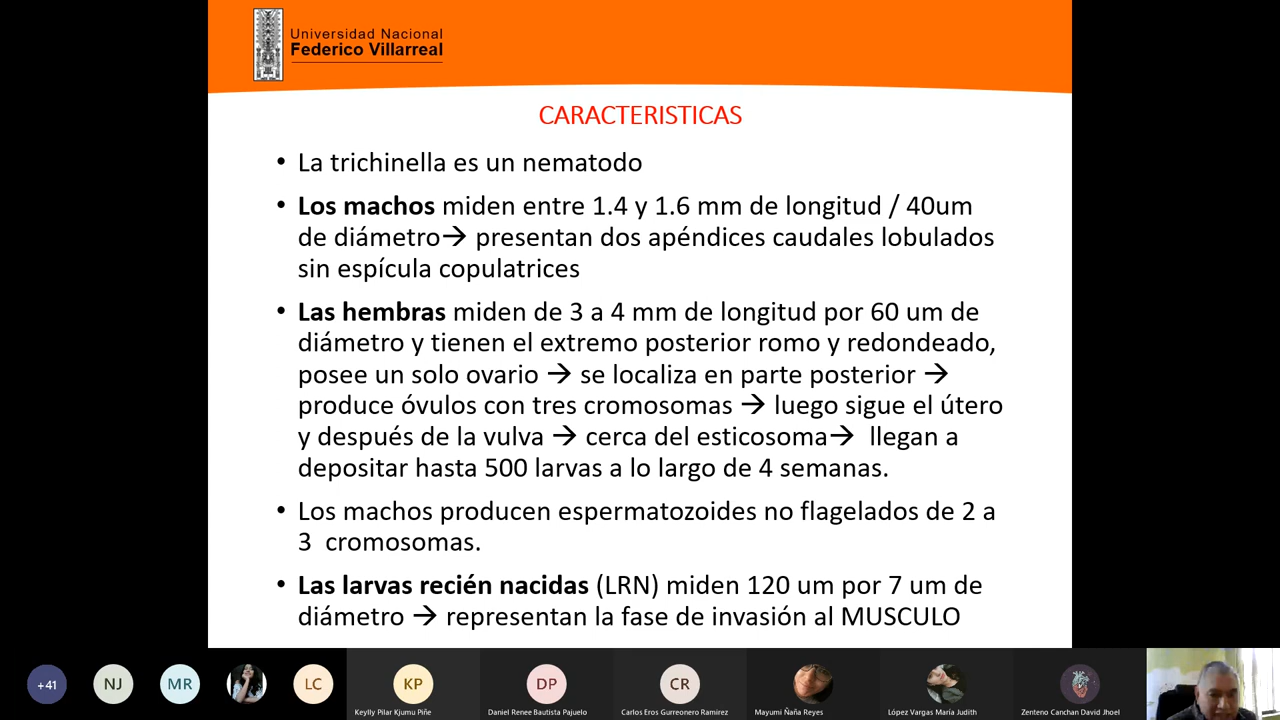 Universidad Nacional
Federico Villarreal
CARACTERISTICAS
• La trichinella es un nematodo
• Los machos miden entre 1.4 y 1.6 mm de longitud / 40um
de diámetro→ presentan dos apéndices caudales lobulados
sin espícula copulatrices
• Las hembras miden de 3 a 4 mm de longitud por 60 um de
diámetro y tienen el extremo posterior romo y redondeado,
posee un solo ovario → se localiza en parte posterior →
produce óvulos con tres cromosomas → luego sigue el útero
y después de la vulva → cerca del esticosoma→ llegan a
depositar hasta 500 larvas a lo largo de 4 semanas.
• Los machos producen espermatozoides no flagelados de 2 a
3 cromosomas.
• Las larvas recién nacidas (LRN) miden 120 um por 7 um de
diámetro → representan la fase de invasión al MUSCULO
+41 NJ MR LC KP DP CR
Keylly Pilar Kjumu Piñe Daniel Renee Bautista Pajuelo Carlos Eros Gurreonero Ramirez Mayumi Ñaña Reyes López Vargas María Judith Zenteno Canchan David Jhoel